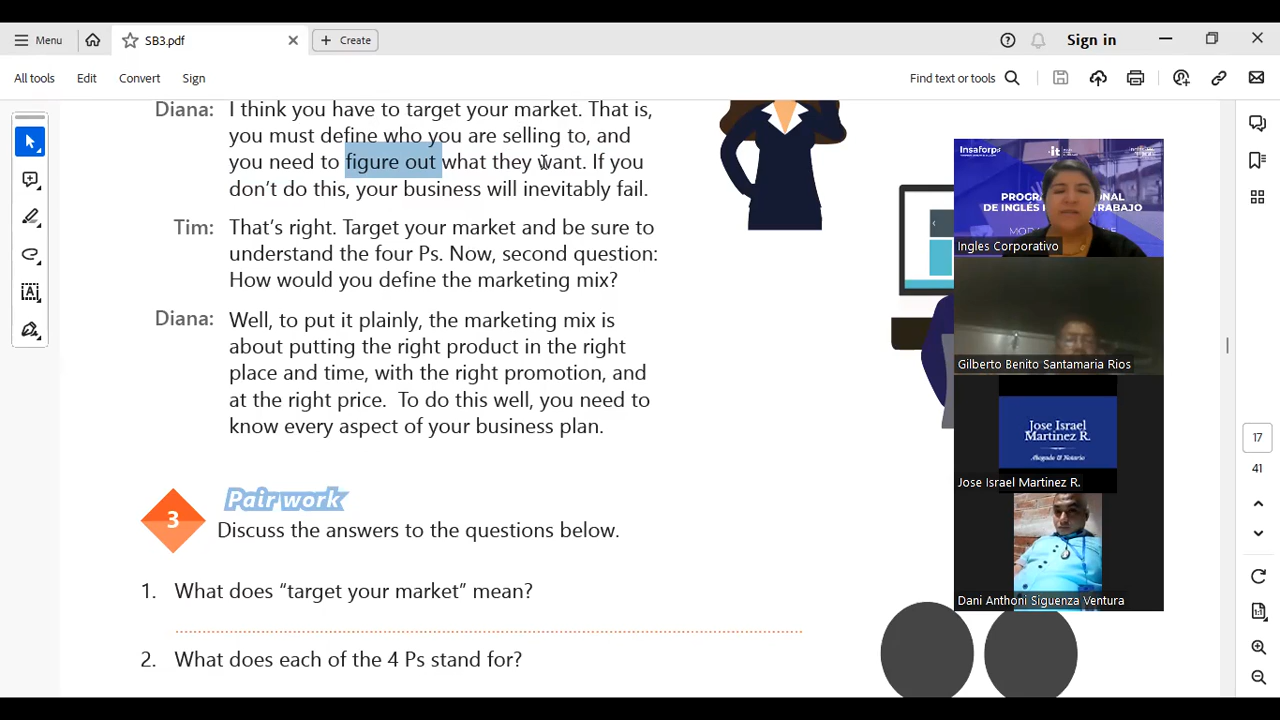 Menu
SB3.pdf
Create
Sign in
All tools
Edit
Convert
Sign
Find text or tools
Diana: I think you have to target your market. That is,
you must define who you are selling to, and
you need to figure out what they want. If you
don't do this, your business will inevitably fail.
Tim: That's right. Target your market and be sure to
understand the four Ps. Now, second question:
How would you define the marketing mix?
Diana: Well, to put it plainly, the marketing mix is
about putting the right product in the right
place and time, with the right promotion, and
at the right price. To do this well, you need to
know every aspect of your business plan.
3
Pair work
Discuss the answers to the questions below.
1. What does "target your market" mean?
2. What does each of the 4 Ps stand for?
Insaforp
Ingles Corporativo
Gilberto Benito Santamaria Rios
Jose Israel
Martinez R.
Abogado & Notario
Jose Israel Martinez R.
Dani Anthoni Siguenza Ventura
17
41